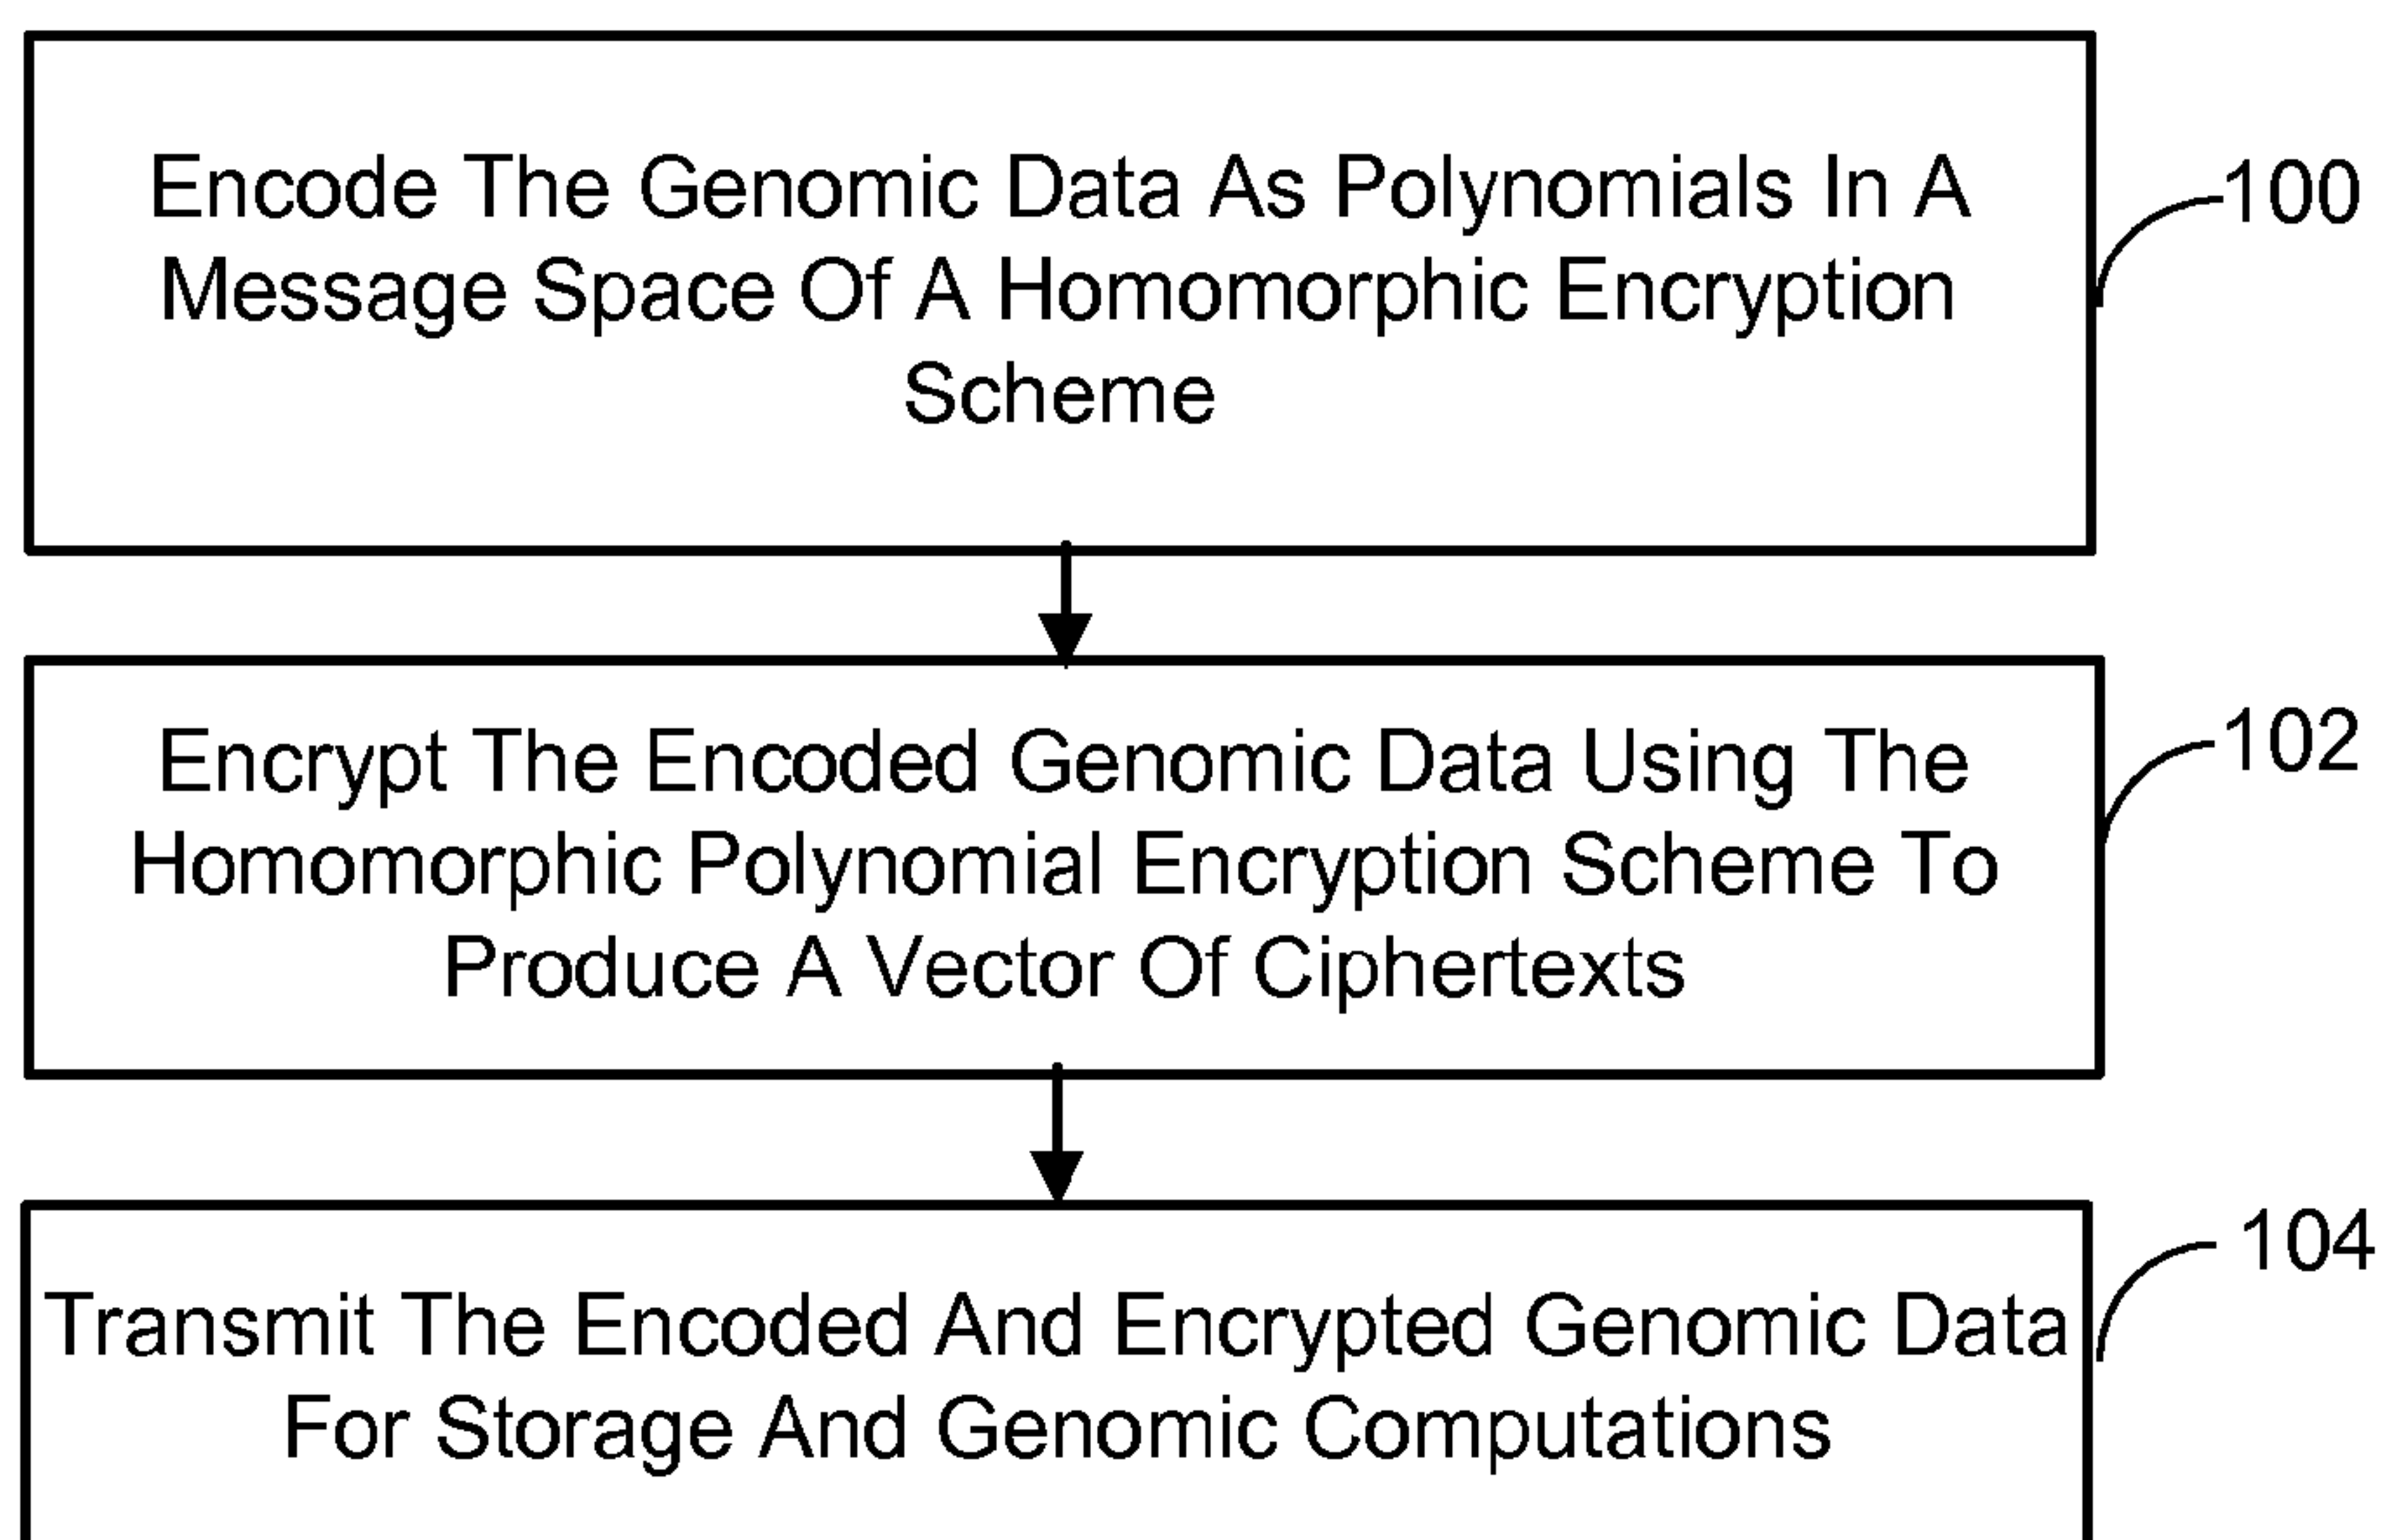 Encode The Genomic Data As Polynomials In A
Message Space Of A Homomorphic Encryption
Scheme
100
Encrypt The Encoded Genomic Data Using The
Homomorphic Polynomial Encryption Scheme To
Produce A Vector Of Ciphertexts
102
Transmit The Encoded And Encrypted Genomic Data
For Storage And Genomic Computations
104